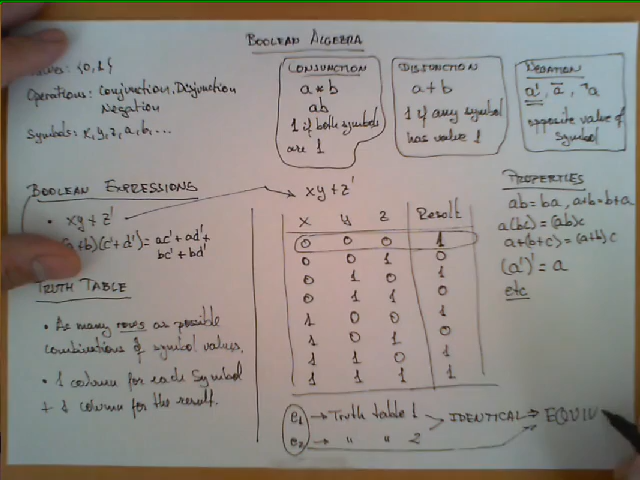 BOOLEAN ALGEBRA
: {0,1}
Operations: Conjunction, Disjunction
Negation
Symbols: x, y, z, a, b, ...
CONJUNCTION
a * b
ab
1 if both symbols
are 1
DISJUNCTION
a + b
1 if any symbol
has value 1
NEGATION
a', a̅, ¬a
opposite value of
symbol
BOOLEAN EXPRESSIONS
• xy + z'
(a+b)(c'+d') = ac' + ad' +
bc' + bd'
TRUTH TABLE
• As many rows as possible
combinations of symbol values.
• 1 column for each symbol
+ 1 column for the result.
xy + z'
x y z Result
0 0 0 1
0 0 1 0
0 1 0 1
0 1 1 0
1 0 0 1
1 0 1 0
1 1 0 1
1 1 1 1
e1 → Truth table 1
e2 → " " 2
IDENTICAL ⇒ EQUIV
PROPERTIES
ab = ba, a+b = b+a
a(bc) = (ab)c
a+(b+c) = (a+b)c
(a')' = a
etc